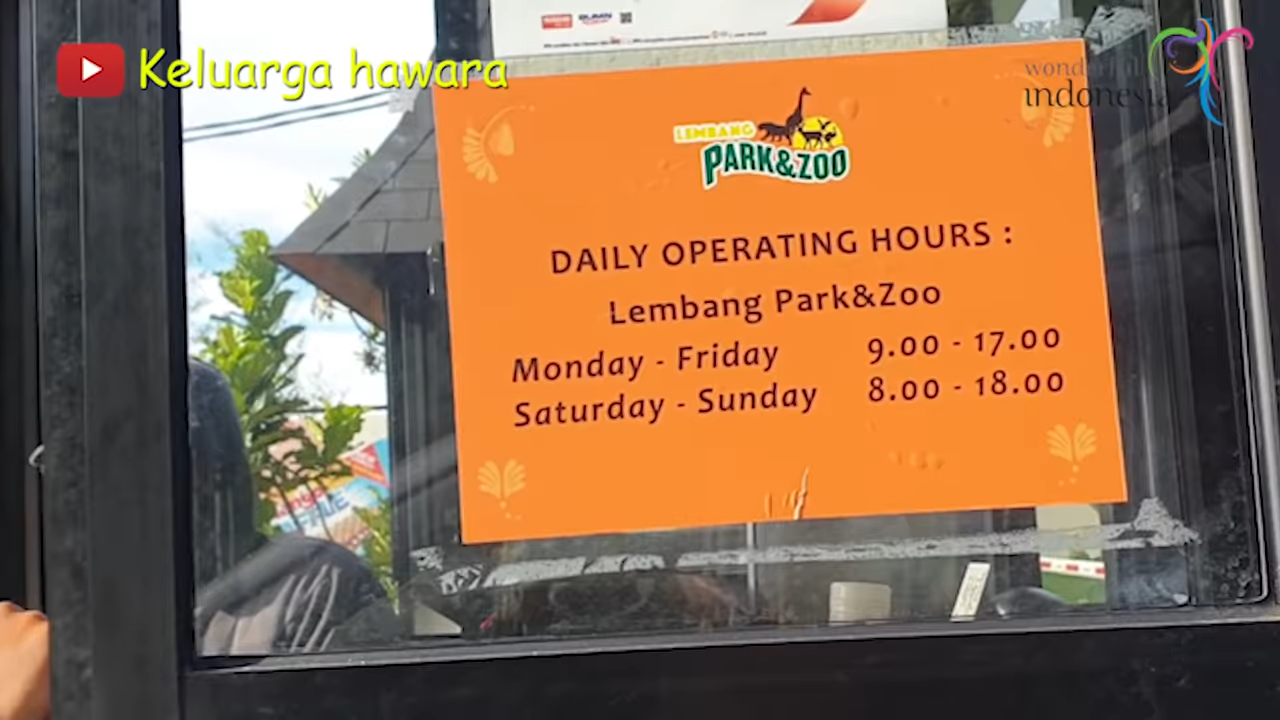 Keluarga hawara
wonderful
indonesia
LEMBANG
PARK&ZOO
DAILY OPERATING HOURS :
Lembang Park&Zoo
Monday - Friday 9.00 - 17.00
Saturday - Sunday 8.00 - 18.00